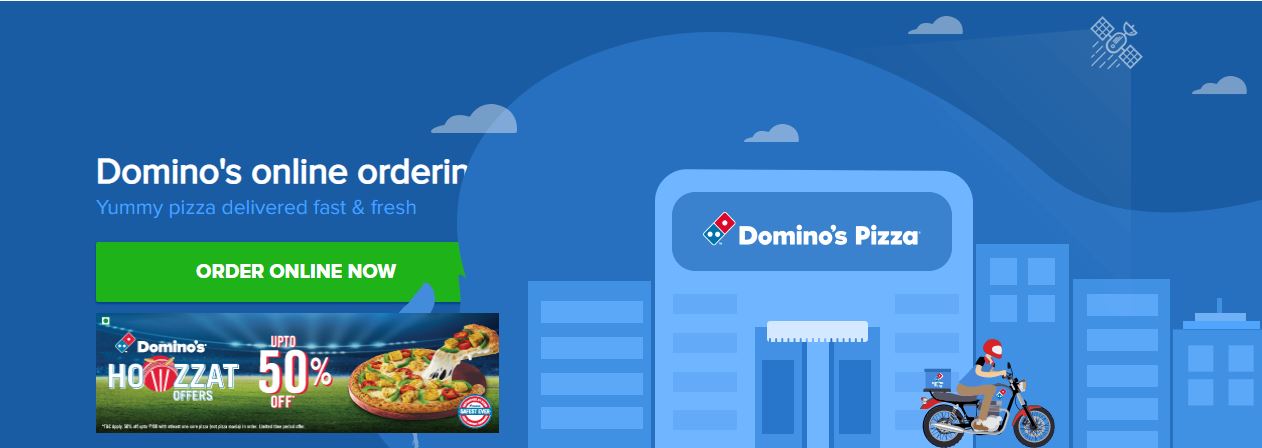 Domino's online orderin
Yummy pizza delivered fast & fresh
ORDER ONLINE NOW
Domino's Pizza
Domino's
HOWZZAT
OFFERS
UPTO
50%
OFF*
SAFEST EVER